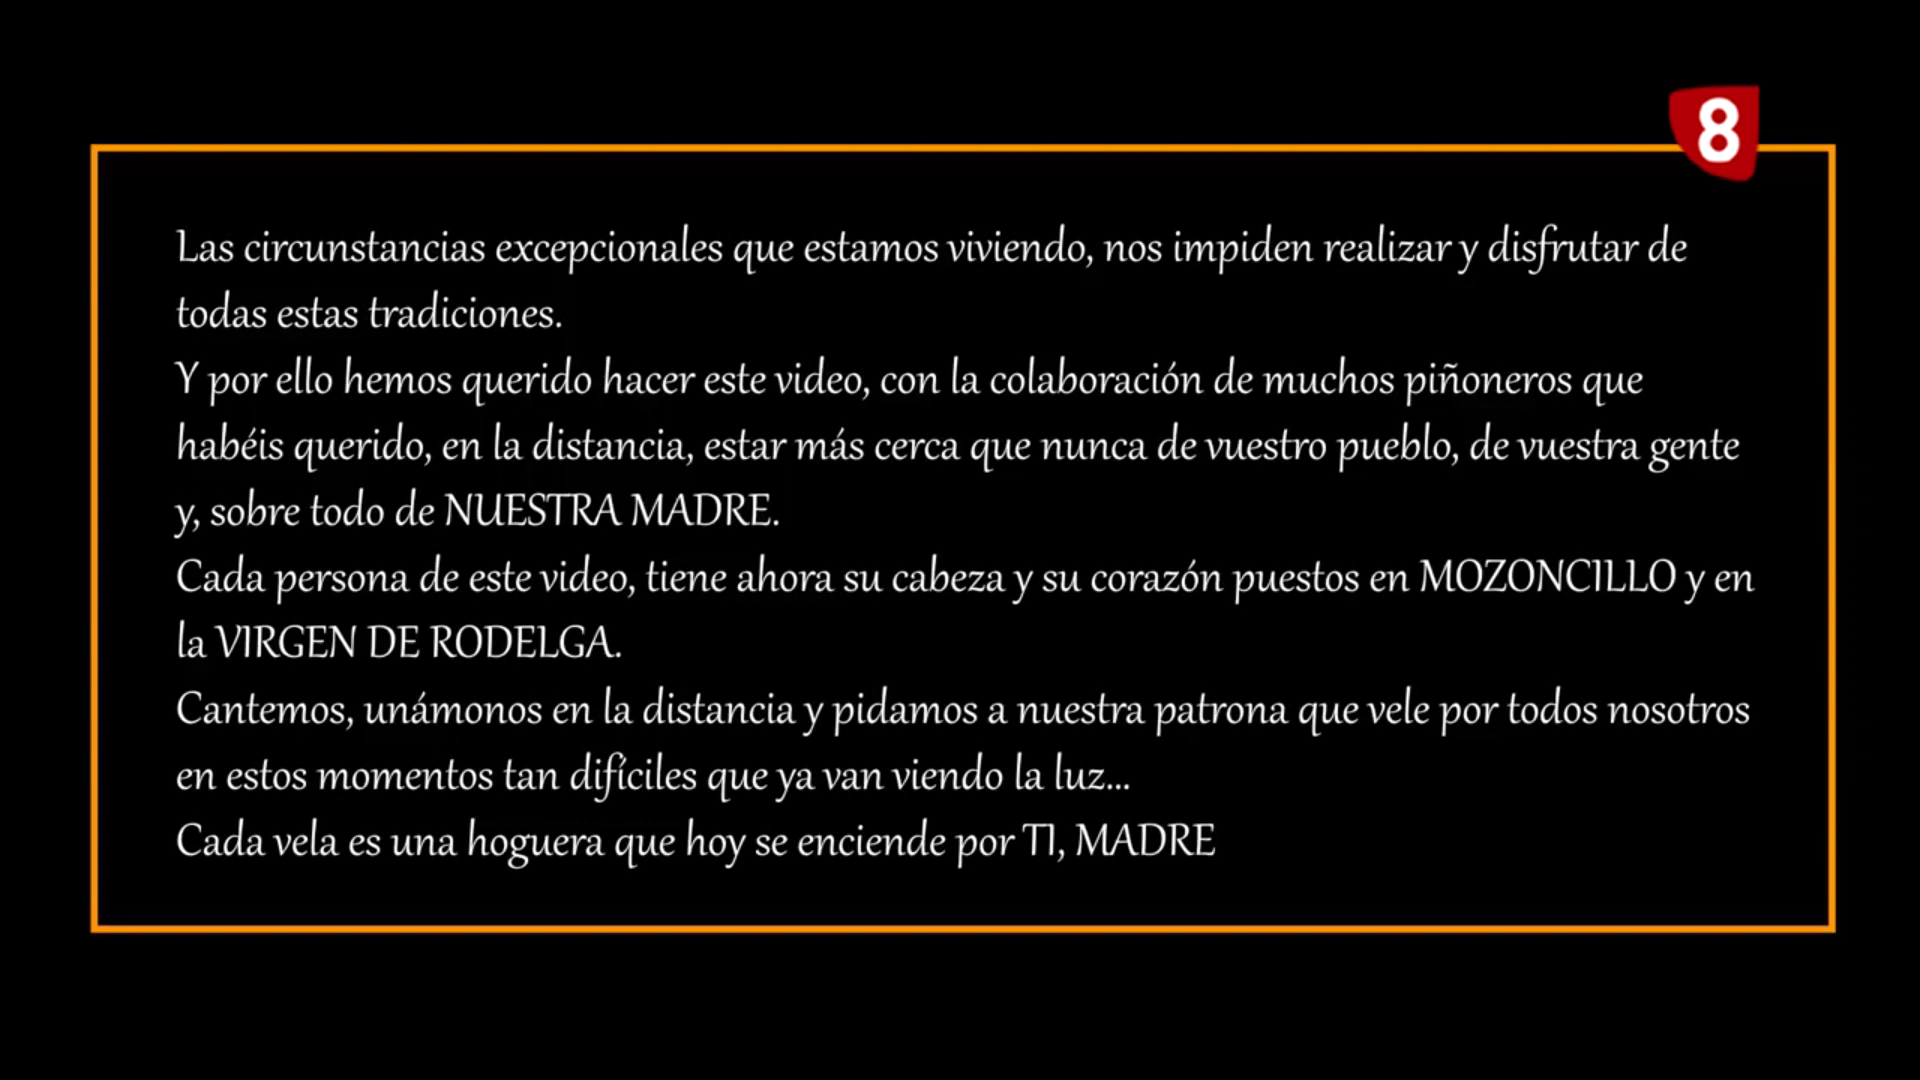 8
Las circunstancias excepcionales que estamos viviendo, nos impiden realizar y disfrutar de
todas estas tradiciones.
Y por ello hemos querido hacer este video, con la colaboración de muchos piñoneros que
habéis querido, en la distancia, estar más cerca que nunca de vuestro pueblo, de vuestra gente
y, sobre todo de NUESTRA MADRE.
Cada persona de este video, tiene ahora su cabeza y su corazón puestos en MOZONCILLO y en
la VIRGEN DE RODELGA.
Cantemos, unámonos en la distancia y pidamos a nuestra patrona que vele por todos nosotros
en estos momentos tan difíciles que ya van viendo la luz...
Cada vela es una hoguera que hoy se enciende por TI, MADRE